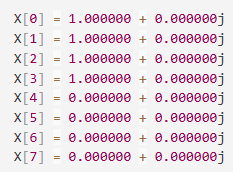 X[0] = 1.000000 + 0.000000j
X[1] = 1.000000 + 0.000000j
X[2] = 1.000000 + 0.000000j
X[3] = 1.000000 + 0.000000j
X[4] = 0.000000 + 0.000000j
X[5] = 0.000000 + 0.000000j
X[6] = 0.000000 + 0.000000j
X[7] = 0.000000 + 0.000000j